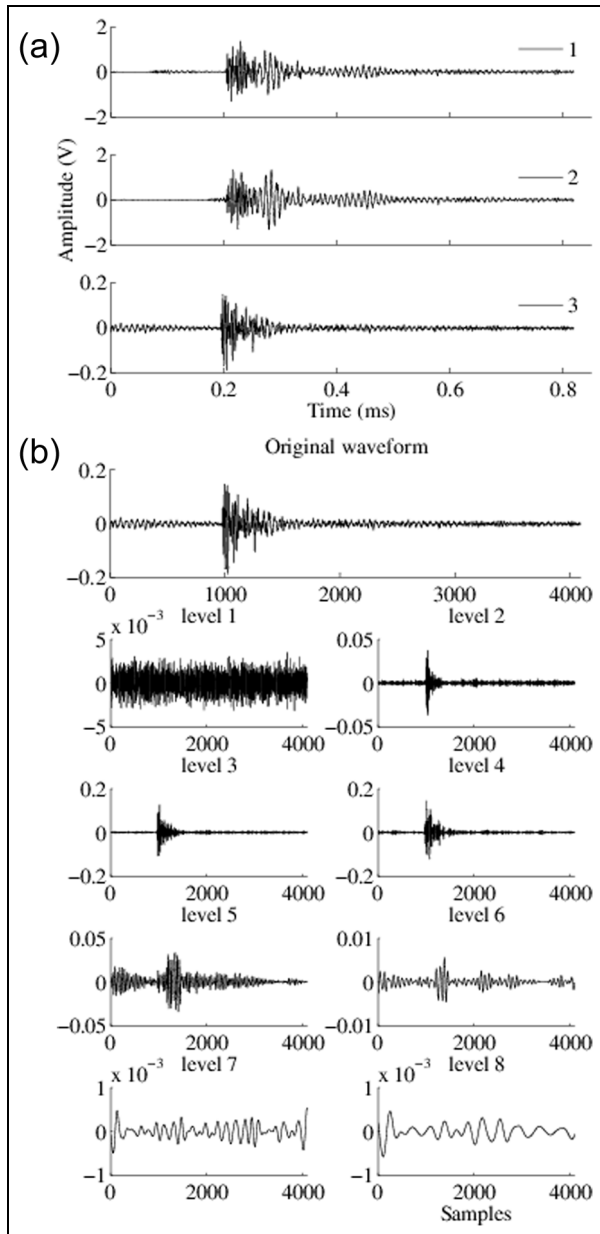 (a)
2
0
−2
1
2
0
−2
2
0.2
0
−0.2
3
0 0.2 0.4 0.6 0.8
Amplitude (V)
Time (ms)
(b)
Original waveform
0.2
0
−0.2
0 1000 2000 3000 4000
level 1 level 2
x 10−3
5
0
−5
0 2000 4000
0.05
0
−0.05
0 2000 4000
level 3 level 4
0.2
0
−0.2
0 2000 4000
0.2
0
−0.2
0 2000 4000
level 5 level 6
0.05
0
−0.05
0 2000 4000
0.01
0
−0.01
0 2000 4000
level 7 level 8
x 10−3
1
0
−1
0 2000 4000
x 10−3
1
0
−1
0 2000 4000
Samples